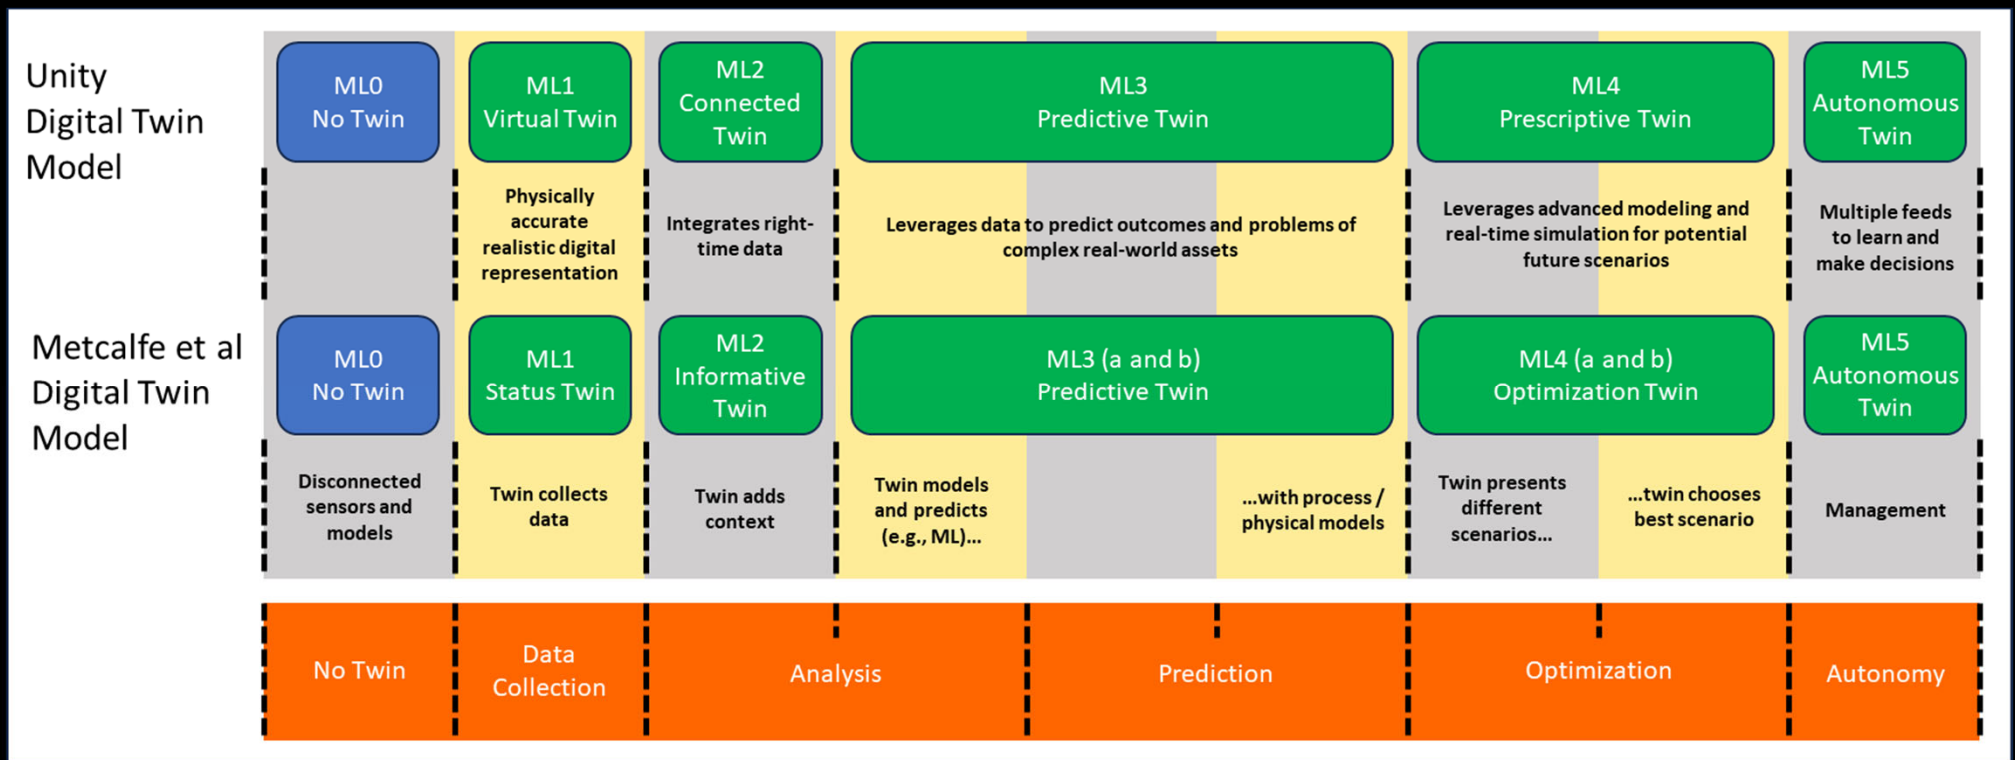 Unity
Digital Twin
Model
ML0
No Twin
ML1
Virtual Twin
ML2
Connected
Twin
ML3
Predictive Twin
ML4
Prescriptive Twin
ML5
Autonomous
Twin
Physically
accurate
realistic digital
representation
Integrates right-
time data
Leverages data to predict outcomes and problems of
complex real-world assets
Leverages advanced modeling and
real-time simulation for potential
future scenarios
Multiple feeds
to learn and
make decisions
Metcalfe et al
Digital Twin
Model
ML0
No Twin
ML1
Status Twin
ML2
Informative
Twin
ML3 (a and b)
Predictive Twin
ML4 (a and b)
Optimization Twin
ML5
Autonomous
Twin
Disconnected
sensors and
models
Twin collects
data
Twin adds
context
Twin models
and predicts
(e.g., ML)...
...with process /
physical models
Twin presents
different
scenarios...
...twin chooses
best scenario
Management
No Twin
Data
Collection
Analysis
Prediction
Optimization
Autonomy